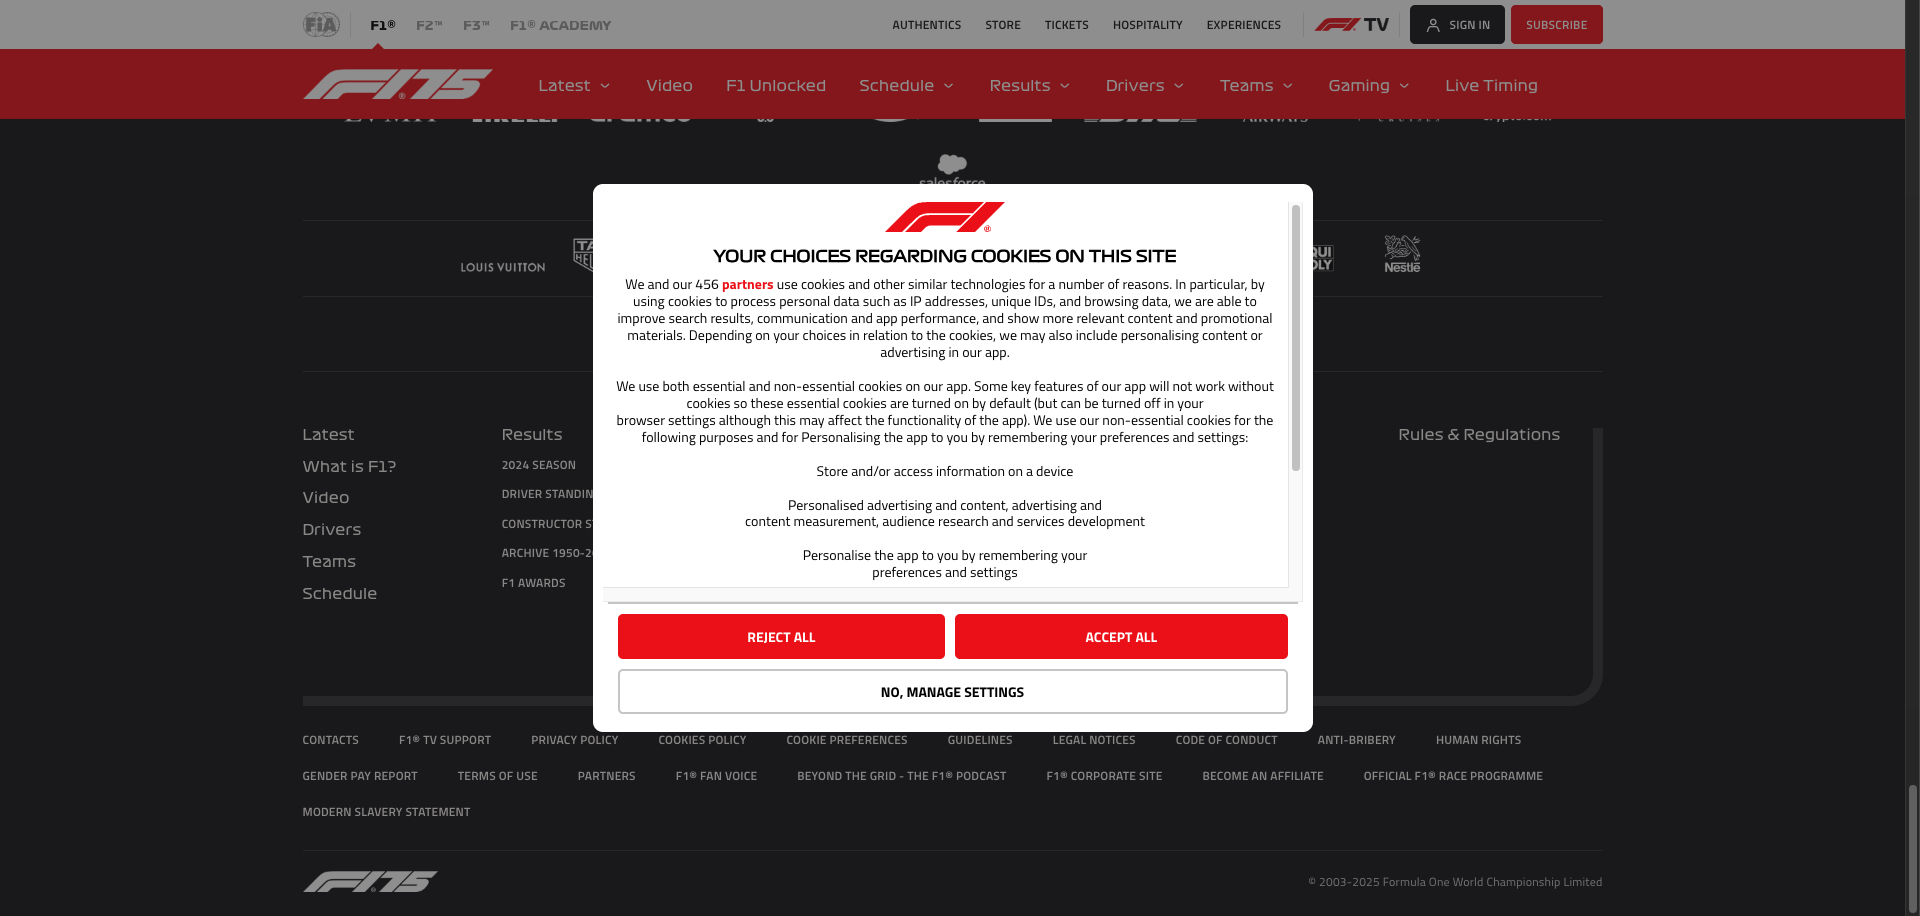 FiA F1® F2™ F3™ F1® ACADEMY AUTHENTICS STORE TICKETS HOSPITALITY EXPERIENCES F1 TV SIGN IN SUBSCRIBE
F1.75 Latest Video F1 Unlocked Schedule Results Drivers Teams Gaming Live Timing
salesforce
YOUR CHOICES REGARDING COOKIES ON THIS SITE
We and our 456 partners use cookies and other similar technologies for a number of reasons. In particular, by
using cookies to process personal data such as IP addresses, unique IDs, and browsing data, we are able to
improve search results, communication and app performance, and show more relevant content and promotional
materials. Depending on your choices in relation to the cookies, we may also include personalising content or
advertising in our app.
We use both essential and non-essential cookies on our app. Some key features of our app will not work without
cookies so these essential cookies are turned on by default (but can be turned off in your
browser settings although this may affect the functionality of the app). We use our non-essential cookies for the
following purposes and for Personalising the app to you by remembering your preferences and settings:
Store and/or access information on a device
Personalised advertising and content, advertising and
content measurement, audience research and services development
Personalise the app to you by remembering your
preferences and settings
REJECT ALL ACCEPT ALL
NO, MANAGE SETTINGS
LOUIS VUITTON
Nestlé
Latest
What is F1?
Video
Drivers
Teams
Schedule
Results
2024 SEASON
DRIVER STANDIN
CONSTRUCTOR S
ARCHIVE 1950-2
F1 AWARDS
Rules & Regulations
CONTACTS F1® TV SUPPORT PRIVACY POLICY COOKIES POLICY COOKIE PREFERENCES GUIDELINES LEGAL NOTICES CODE OF CONDUCT ANTI-BRIBERY HUMAN RIGHTS
GENDER PAY REPORT TERMS OF USE PARTNERS F1® FAN VOICE BEYOND THE GRID - THE F1® PODCAST F1® CORPORATE SITE BECOME AN AFFILIATE OFFICIAL F1® RACE PROGRAMME
MODERN SLAVERY STATEMENT
F1.75 © 2003-2025 Formula One World Championship Limited